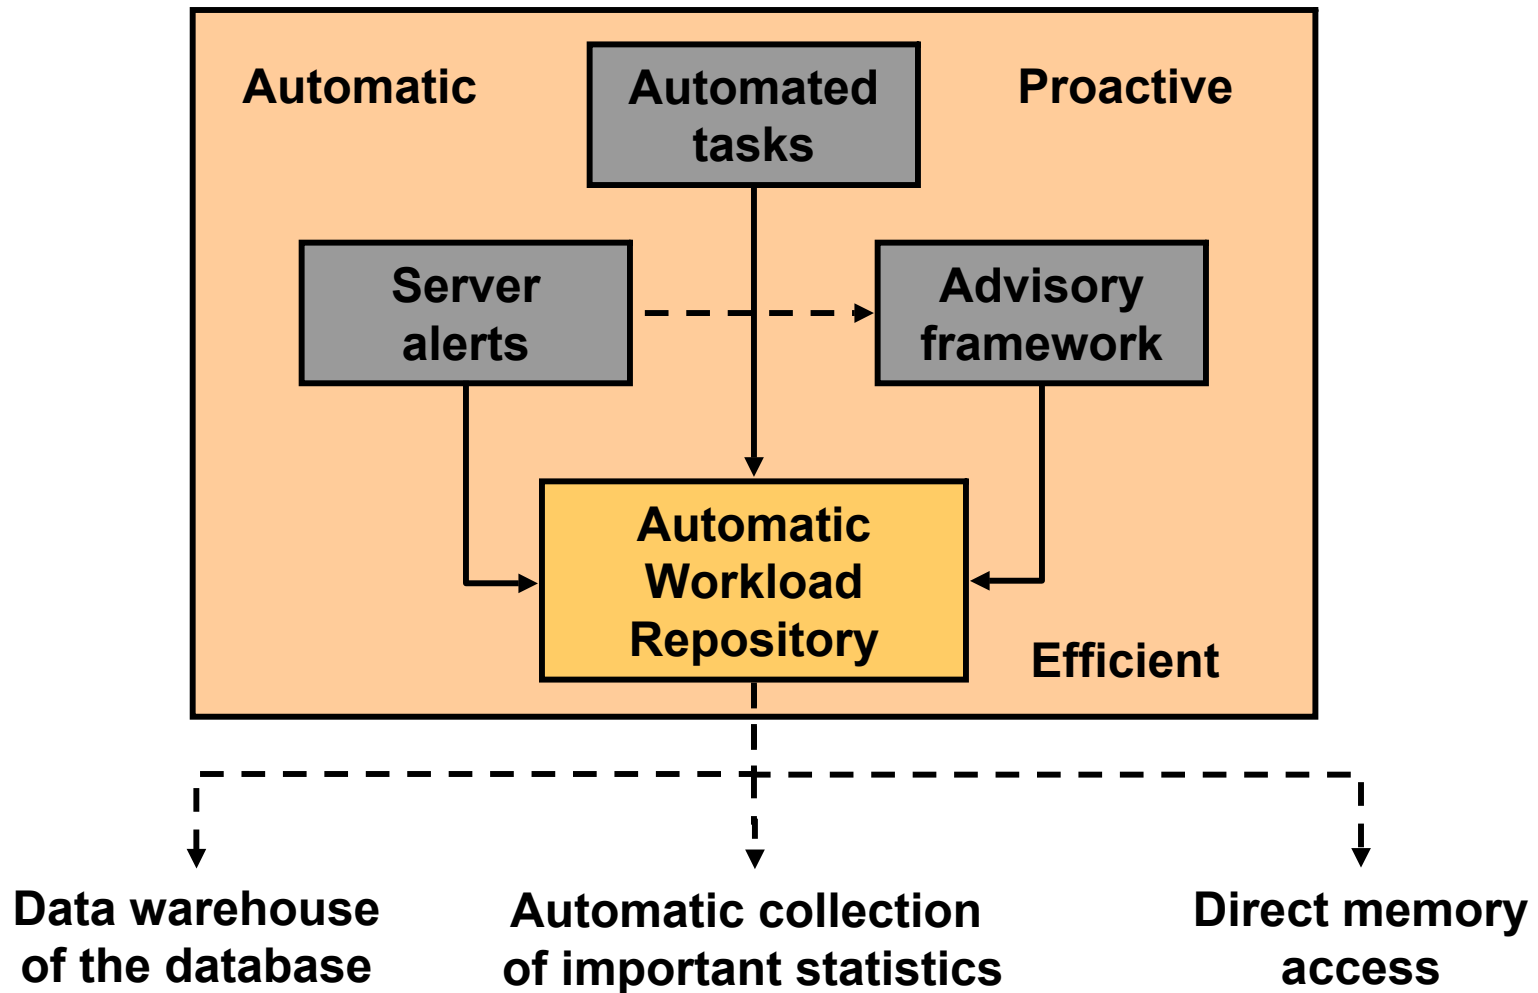 Automatic
Automated
tasks
Proactive
Server
alerts
Advisory
framework
Automatic
Workload
Repository
Efficient
Data warehouse
of the database
Automatic collection
of important statistics
Direct memory
access